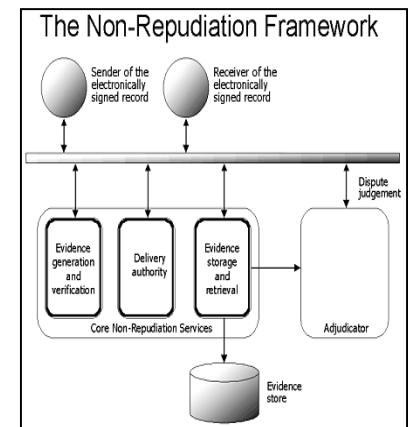 The Non-Repudiation Framework
Sender of the
electronically
signed record
Receiver of the
electronically
signed record
Dispute
judgement
Evidence
generation
and
verification
Delivery
authority
Evidence
storage
and
retrieval
Core Non-Repudiation Services
Adjudicator
Evidence
store